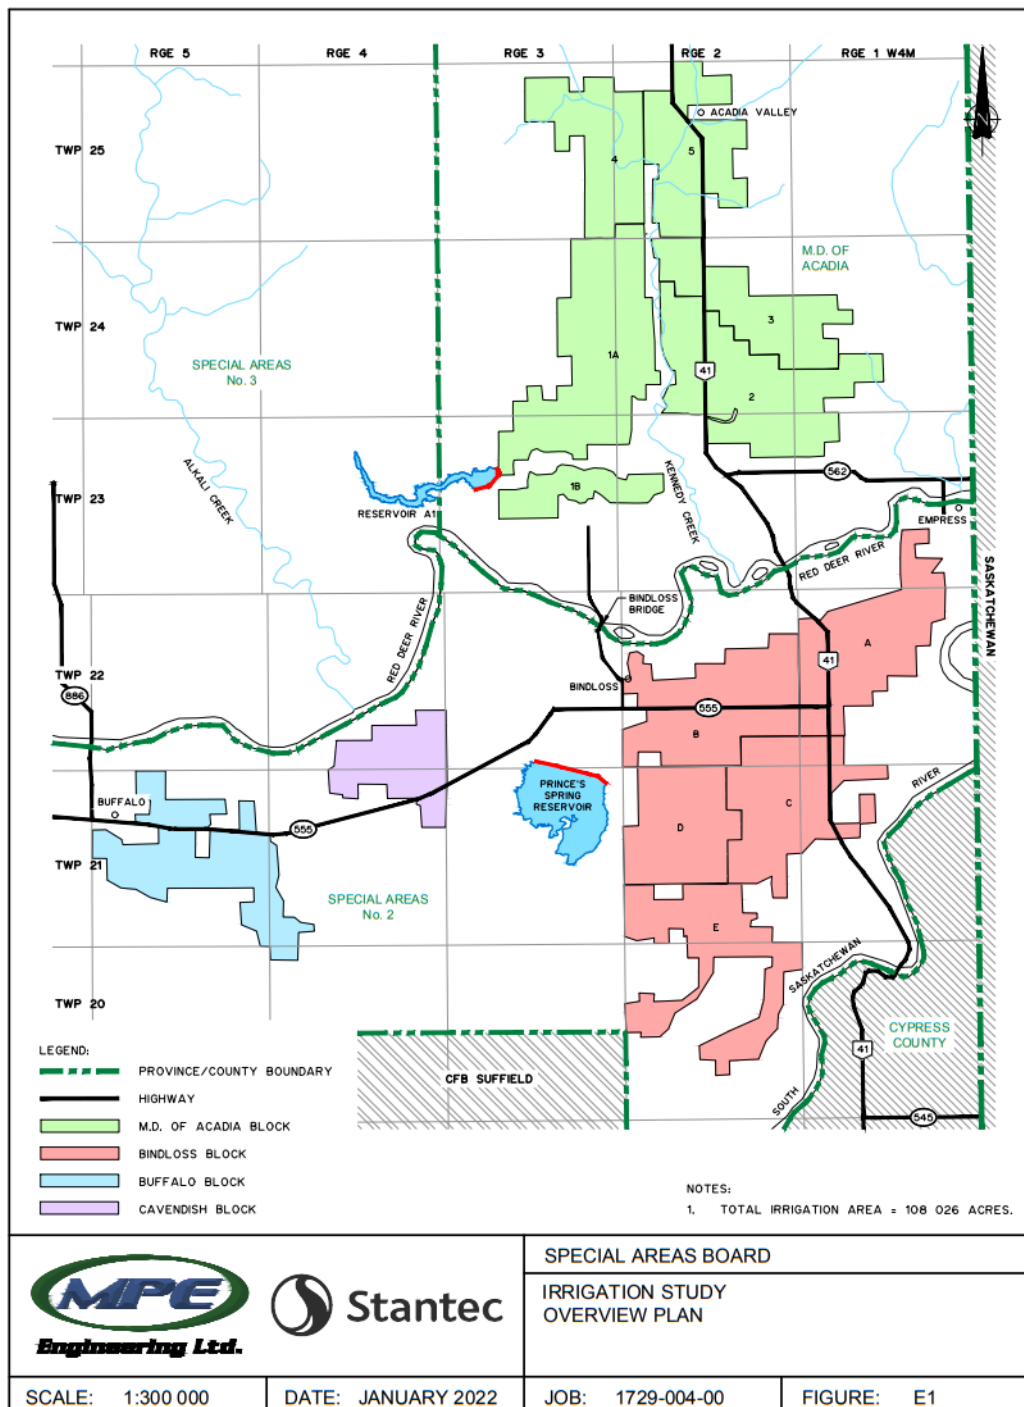 RGE 5
RGE 4
RGE 3
RGE 2
RGE 1 W4M
N
ACADIA VALLEY
TWP 25
4
5
M.D. OF
ACADIA
TWP 24
3
1A
SPECIAL AREAS
No. 3
41
2
ALKALI CREEK
KENNEDY CREEK
562
TWP 23
1B
RESERVOIR A1
EMPRESS
RED DEER RIVER
SASKATCHEWAN
BINDLOSS
BRIDGE
RED DEER RIVER
A
41
TWP 22
BINDLOSS
886
555
B
PRINCE'S
SPRING
RESERVOIR
RIVER
BUFFALO
C
555
D
TWP 21
SPECIAL AREAS
No. 2
E
SASKATCHEWAN
TWP 20
CYPRESS
COUNTY
41
LEGEND:
PROVINCE/COUNTY BOUNDARY
CFB SUFFIELD
HIGHWAY
SOUTH
545
M.D. OF ACADIA BLOCK
BINDLOSS BLOCK
BUFFALO BLOCK
CAVENDISH BLOCK
NOTES:
1. TOTAL IRRIGATION AREA = 108 026 ACRES.
MPE
Engineering Ltd.
Stantec
SPECIAL AREAS BOARD
IRRIGATION STUDY
OVERVIEW PLAN
SCALE: 1:300 000
DATE: JANUARY 2022
JOB: 1729-004-00
FIGURE: E1